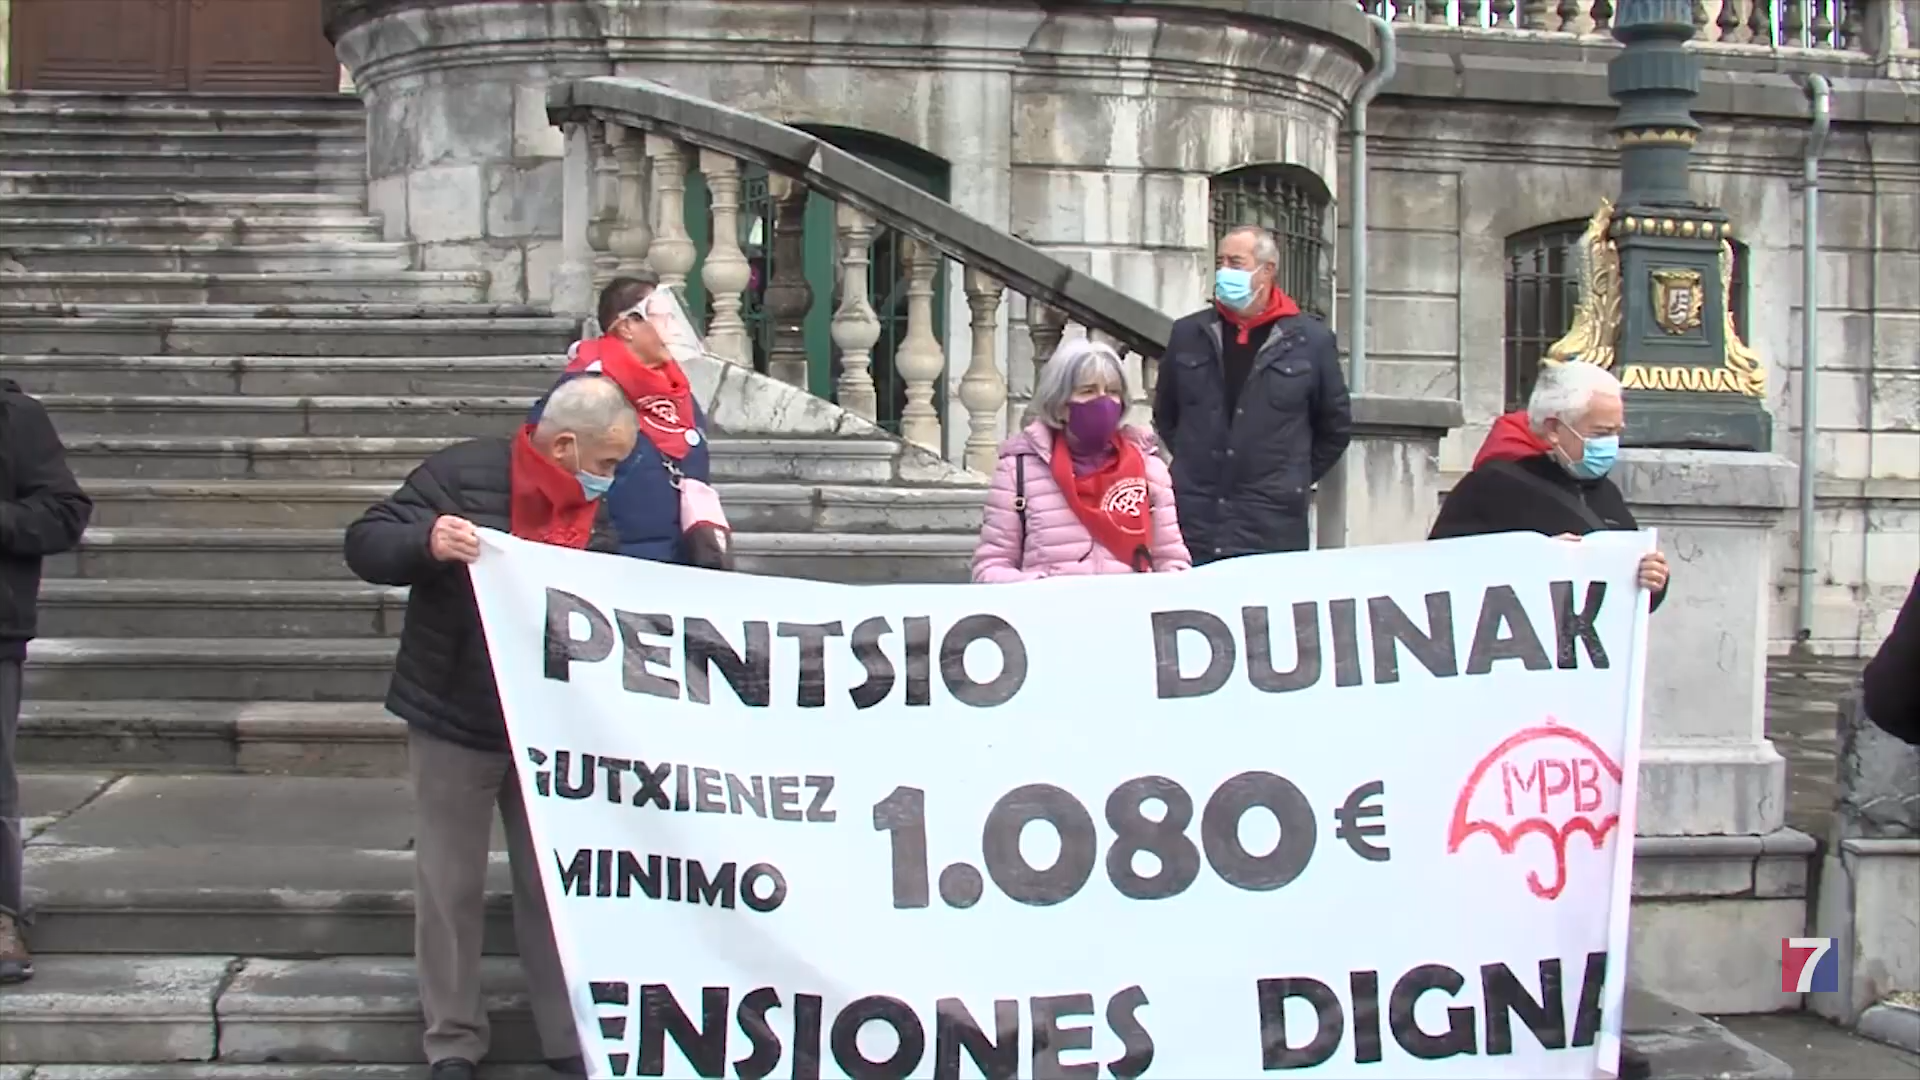 PENTSIO DUINAK
GUTXIENEZ
MINIMO
1.080 €
MPB
ENSIONES DIGNA
7